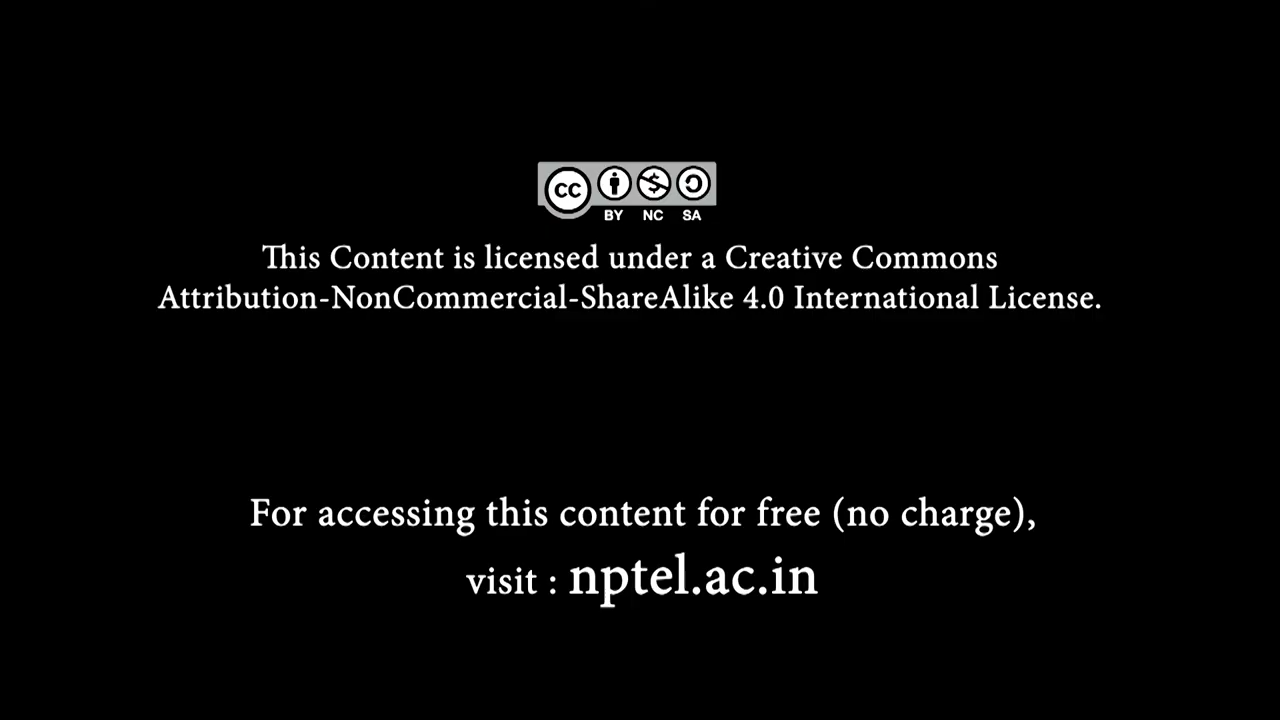 cc
BY NC SA
This Content is licensed under a Creative Commons
Attribution-NonCommercial-ShareAlike 4.0 International License.
For accessing this content for free (no charge),
visit : nptel.ac.in